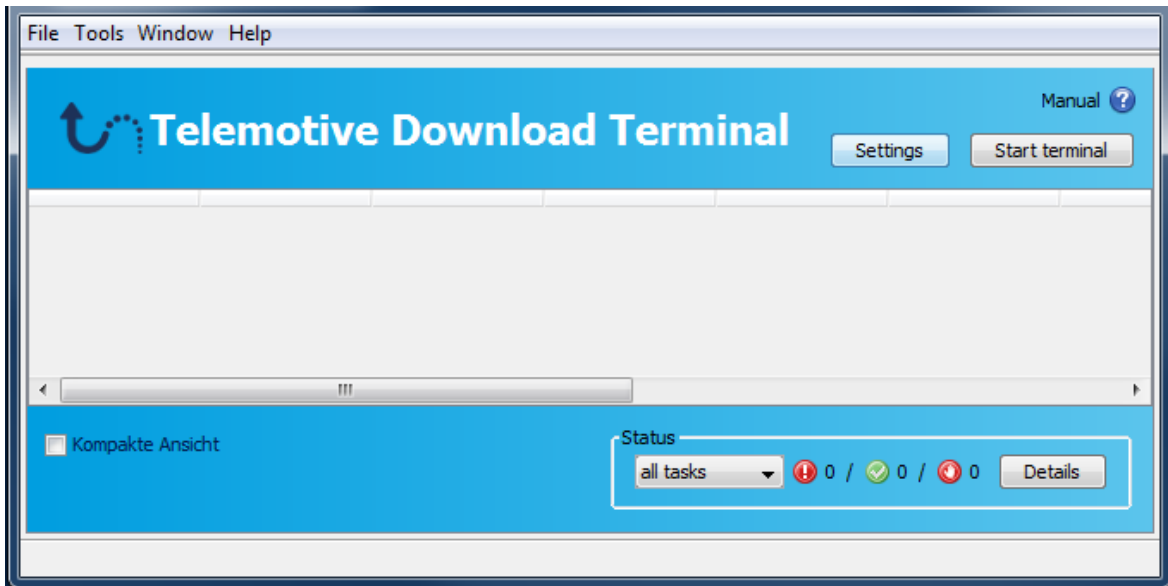 File Tools Window Help
Manual
Telemotive Download Terminal
Settings Start terminal
Kompakte Ansicht
Status
all tasks 0 / 0 / 0 Details